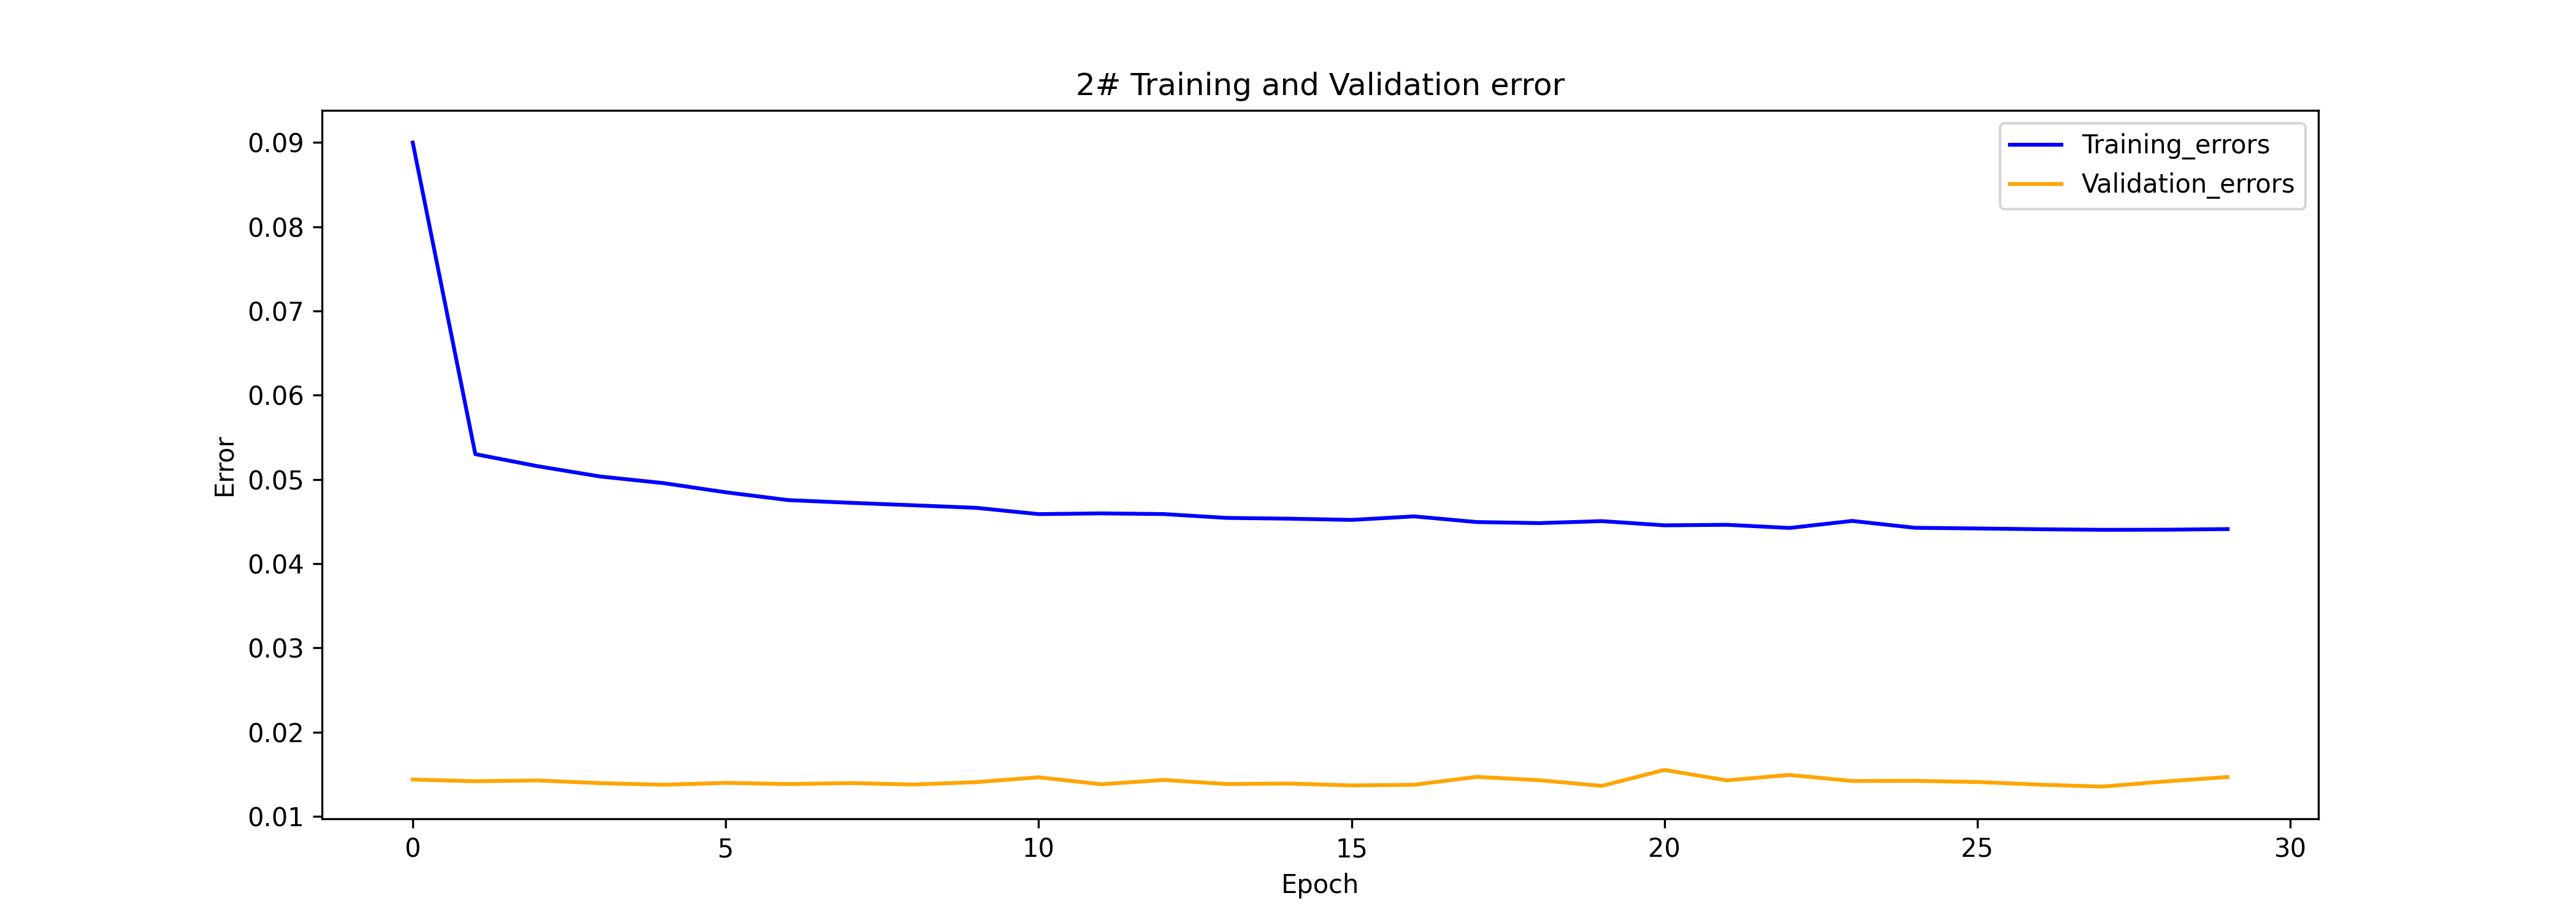 2# Training and Validation error
Training_errors
Validation_errors
Error
0.09
0.08
0.07
0.06
0.05
0.04
0.03
0.02
0.01
0 5 10 15 20 25 30
Epoch